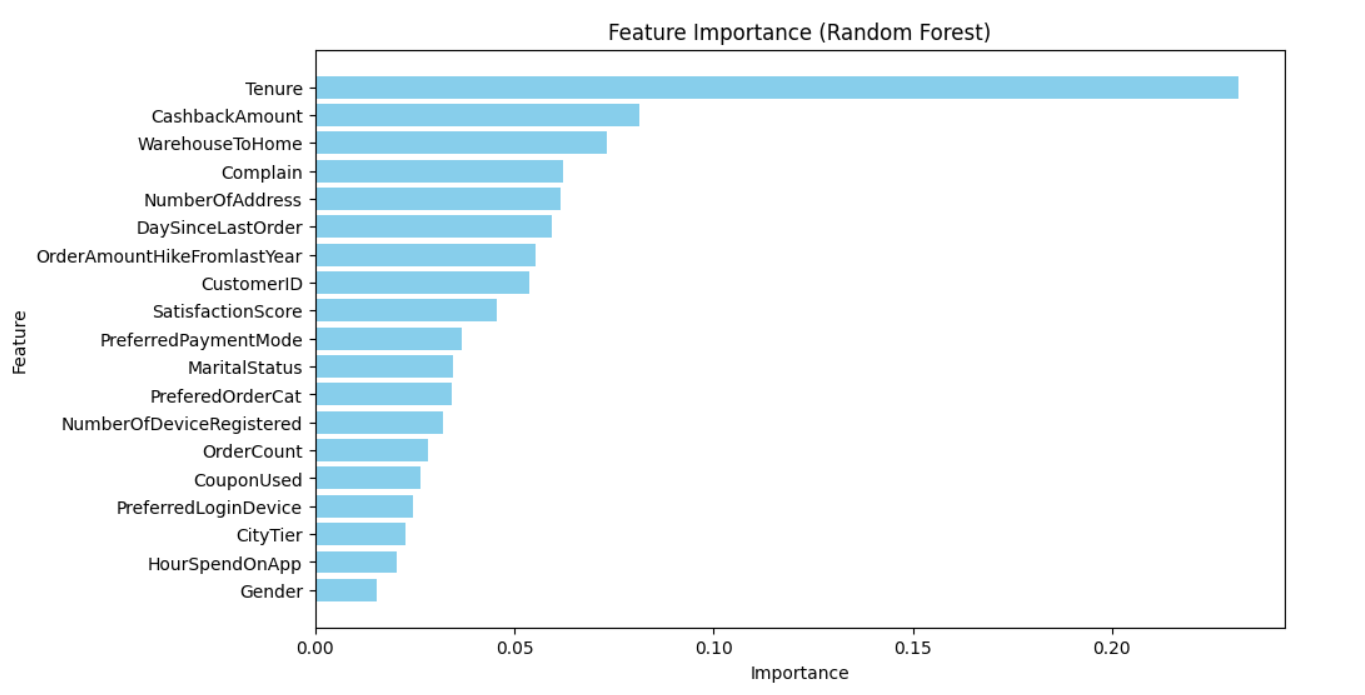 Feature Importance (Random Forest)
Feature
Tenure
CashbackAmount
WarehouseToHome
Complain
NumberOfAddress
DaySinceLastOrder
OrderAmountHikeFromlastYear
CustomerID
SatisfactionScore
PreferredPaymentMode
MaritalStatus
PreferedOrderCat
NumberOfDeviceRegistered
OrderCount
CouponUsed
PreferredLoginDevice
CityTier
HourSpendOnApp
Gender
0.00 0.05 0.10 0.15 0.20
Importance